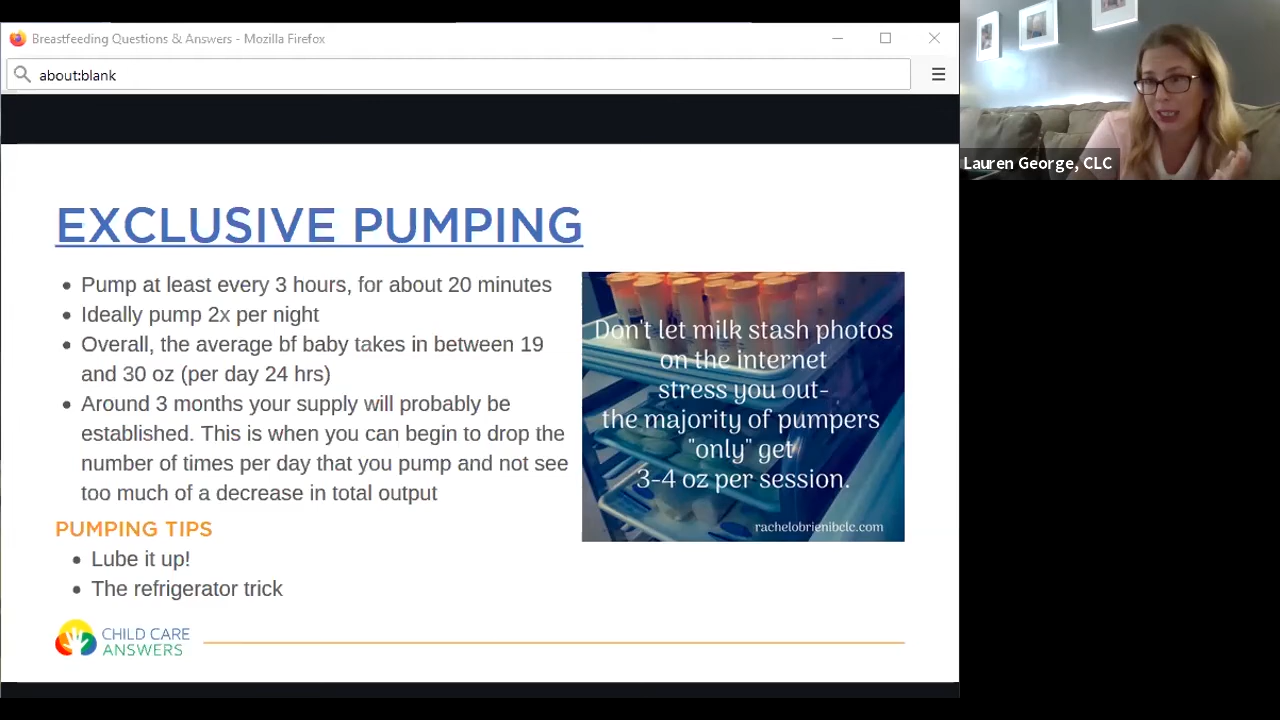 Breastfeeding Questions & Answers - Mozilla Firefox
about:blank
Lauren George, CLC
EXCLUSIVE PUMPING
Pump at least every 3 hours, for about 20 minutes
Ideally pump 2x per night
Overall, the average bf baby takes in between 19
and 30 oz (per day 24 hrs)
Around 3 months your supply will probably be
established. This is when you can begin to drop the
number of times per day that you pump and not see
too much of a decrease in total output
PUMPING TIPS
Lube it up!
The refrigerator trick
Don't let milk stash photos
on the internet
stress you out-
the majority of pumpers
"only" get
3-4 oz per session.
rachelobrienibclc.com
CHILD CARE
ANSWERS